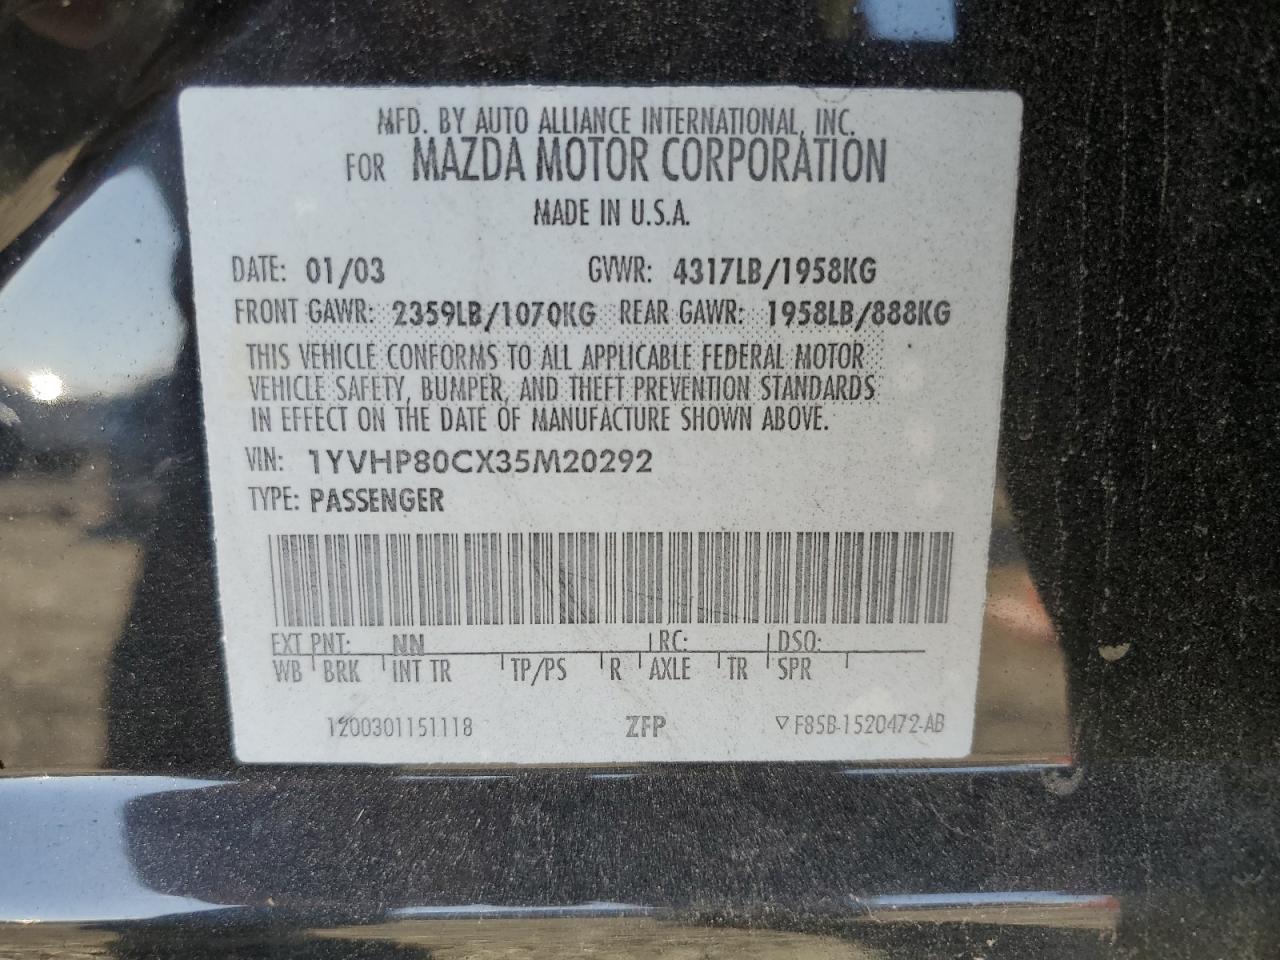 MFD. BY AUTO ALLIANCE INTERNATIONAL, INC.
FOR MAZDA MOTOR CORPORATION
MADE IN U.S.A.
DATE: 01/03 GVWR: 4317LB/1958KG
FRONT GAWR: 2359LB/1070KG REAR GAWR: 1958LB/888KG
THIS VEHICLE CONFORMS TO ALL APPLICABLE FEDERAL MOTOR
VEHICLE SAFETY, BUMPER, AND THEFT PREVENTION STANDARDS
IN EFFECT ON THE DATE OF MANUFACTURE SHOWN ABOVE.
VIN: 1YVHP80CX35M20292
TYPE: PASSENGER
EXT PNT: NN RC: DSO:
WB BRK INT TR TP/PS R AXLE TR SPR
1200301151118 ZFP ▽F85B-1520472-AB